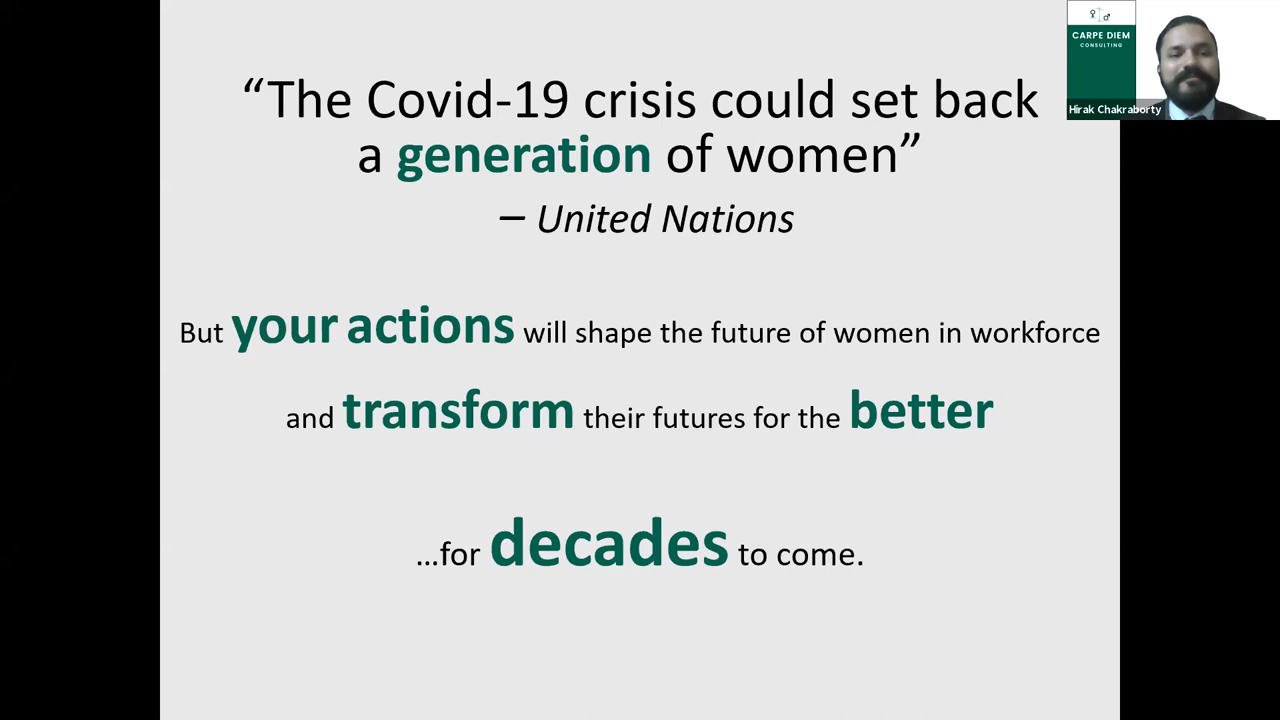 “The Covid-19 crisis could set back
a generation of women”
– United Nations
But your actions will shape the future of women in workforce
and transform their futures for the better
...for decades to come.
CARPE DIEM
CONSULTING
Hirak Chakraborty